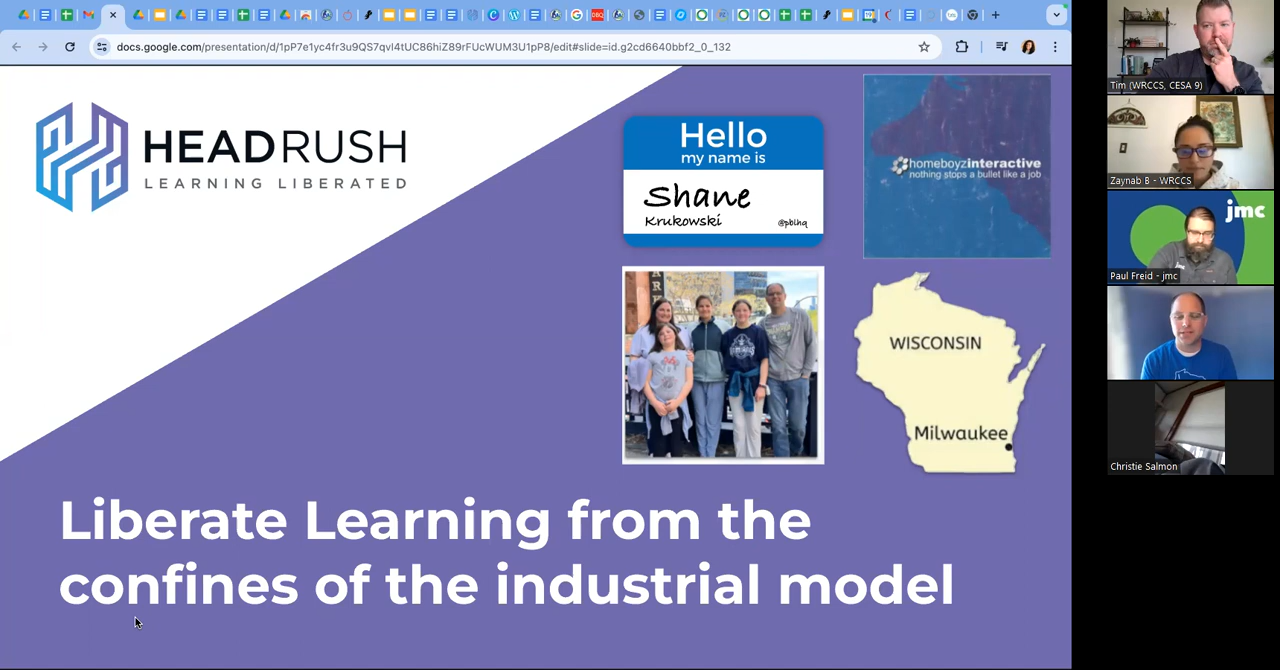 docs.google.com/presentation/d/1pP7e1yc4fr3u9QS7qvl4tUC86hiZ89rFUcWUM3U1pP8/edit#slide=id.g2cd6640bbf2_0_132
HEADRUSH
LEARNING LIBERATED
Hello
my name is
Shane
Krukowski
@pblhq
homeboyzinteractive
nothing stops a bullet like a job
WISCONSIN
Milwaukee
Liberate Learning from the
confines of the industrial model
Tim (WRCCS, CESA 9)
Zaynab B - WRCCS
jmc
Paul Freid - jmc
Christie Salmon